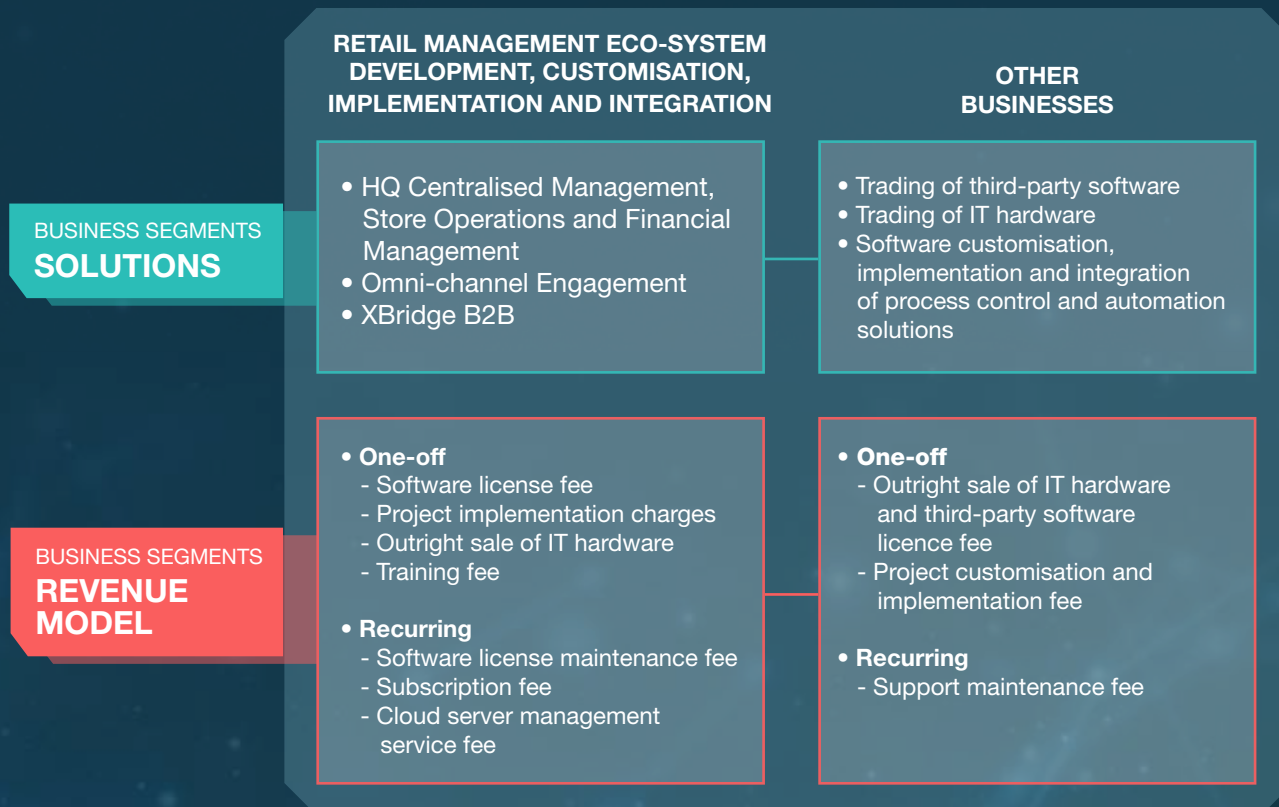 RETAIL MANAGEMENT ECO-SYSTEM
DEVELOPMENT, CUSTOMISATION,
IMPLEMENTATION AND INTEGRATION
OTHER
BUSINESSES
BUSINESS SEGMENTS
SOLUTIONS
• HQ Centralised Management,
Store Operations and Financial
Management
• Omni-channel Engagement
• XBridge B2B
• Trading of third-party software
• Trading of IT hardware
• Software customisation,
implementation and integration
of process control and automation
solutions
BUSINESS SEGMENTS
REVENUE
MODEL
• One-off
- Software license fee
- Project implementation charges
- Outright sale of IT hardware
- Training fee
• Recurring
- Software license maintenance fee
- Subscription fee
- Cloud server management
service fee
• One-off
- Outright sale of IT hardware
and third-party software
licence fee
- Project customisation and
implementation fee
• Recurring
- Support maintenance fee